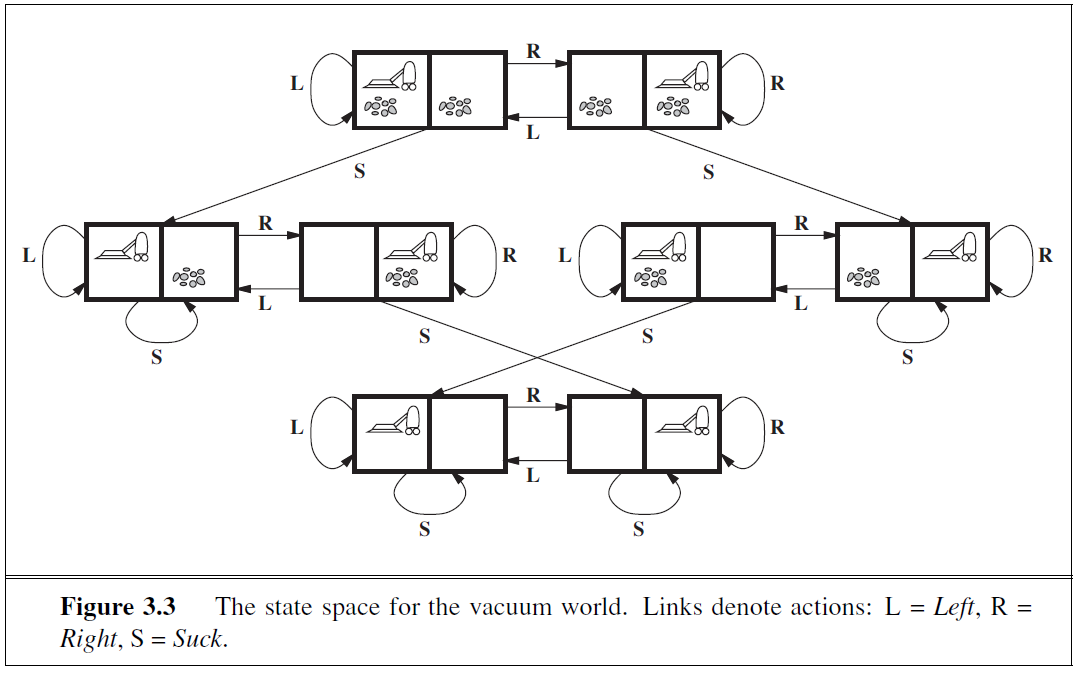 R
L R
L
S S
R R
L R L R
L L
S S
S S
R
L R
L
S S
Figure 3.3 The state space for the vacuum world. Links denote actions: L = Left, R =
Right, S = Suck.